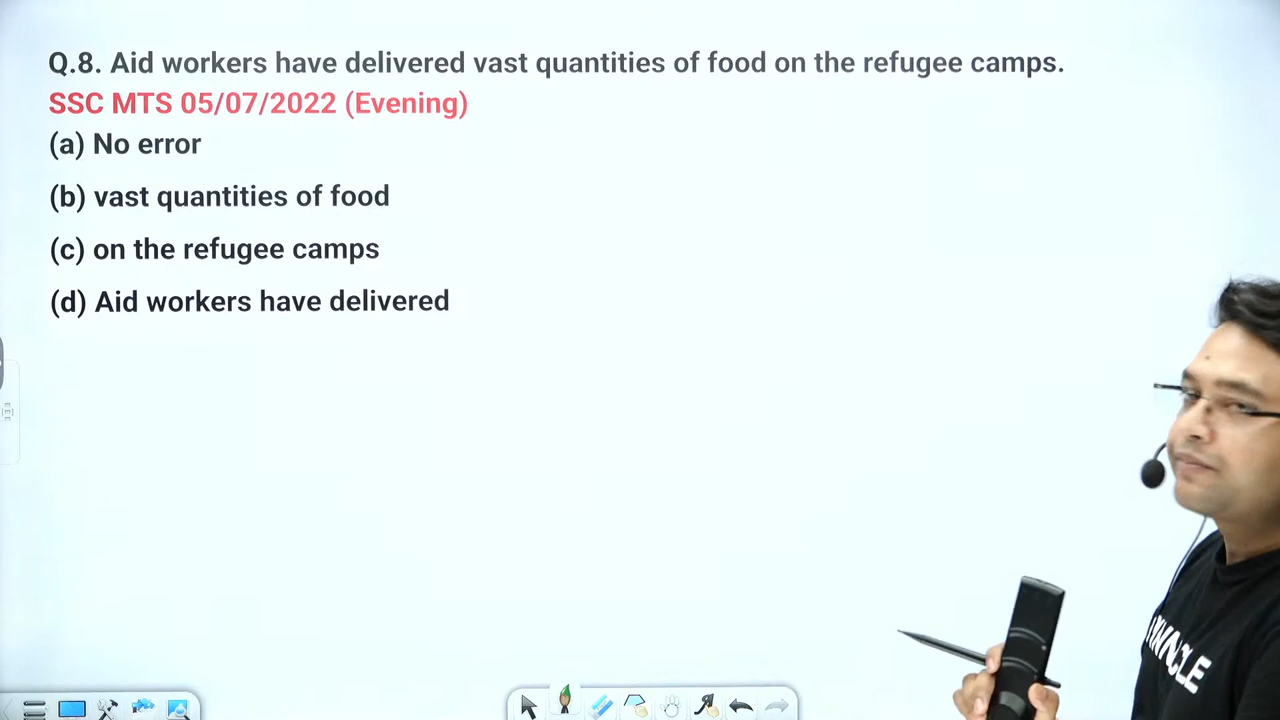 Q.8. Aid workers have delivered vast quantities of food on the refugee camps.
SSC MTS 05/07/2022 (Evening)
(a) No error
(b) vast quantities of food
(c) on the refugee camps
(d) Aid workers have delivered